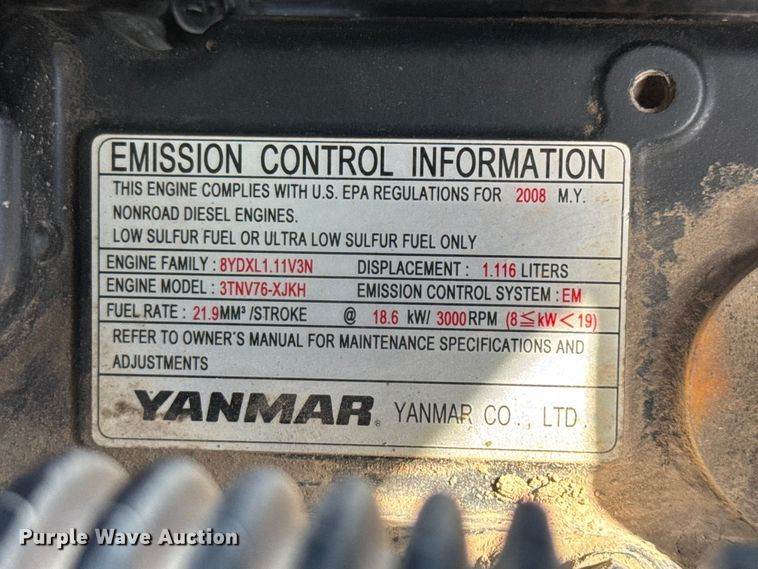 EMISSION CONTROL INFORMATION
THIS ENGINE COMPLIES WITH U.S. EPA REGULATIONS FOR 2008 M.Y.
NONROAD DIESEL ENGINES.
LOW SULFUR FUEL OR ULTRA LOW SULFUR FUEL ONLY
ENGINE FAMILY : 8YDXL1.11V3N DISPLACEMENT : 1.116 LITERS
ENGINE MODEL : 3TNV76-XJKH EMISSION CONTROL SYSTEM : EM
FUEL RATE : 21.9MM³ /STROKE @ 18.6 kW/ 3000RPM (8≦kW<19)
REFER TO OWNER'S MANUAL FOR MAINTENANCE SPECIFICATIONS AND
ADJUSTMENTS
YANMAR® YANMAR CO., LTD.
Purple Wave Auction®